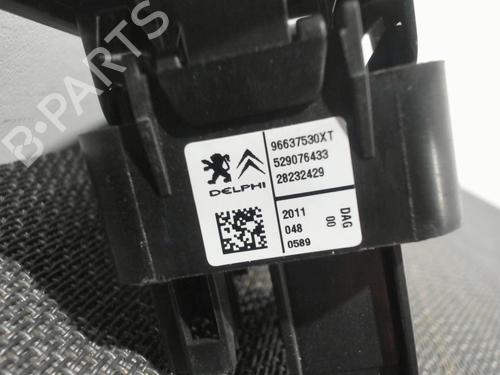 B-PARTS
96637530XT
529076433
28232429
DELPHI
2011
048
0589
DAG
00